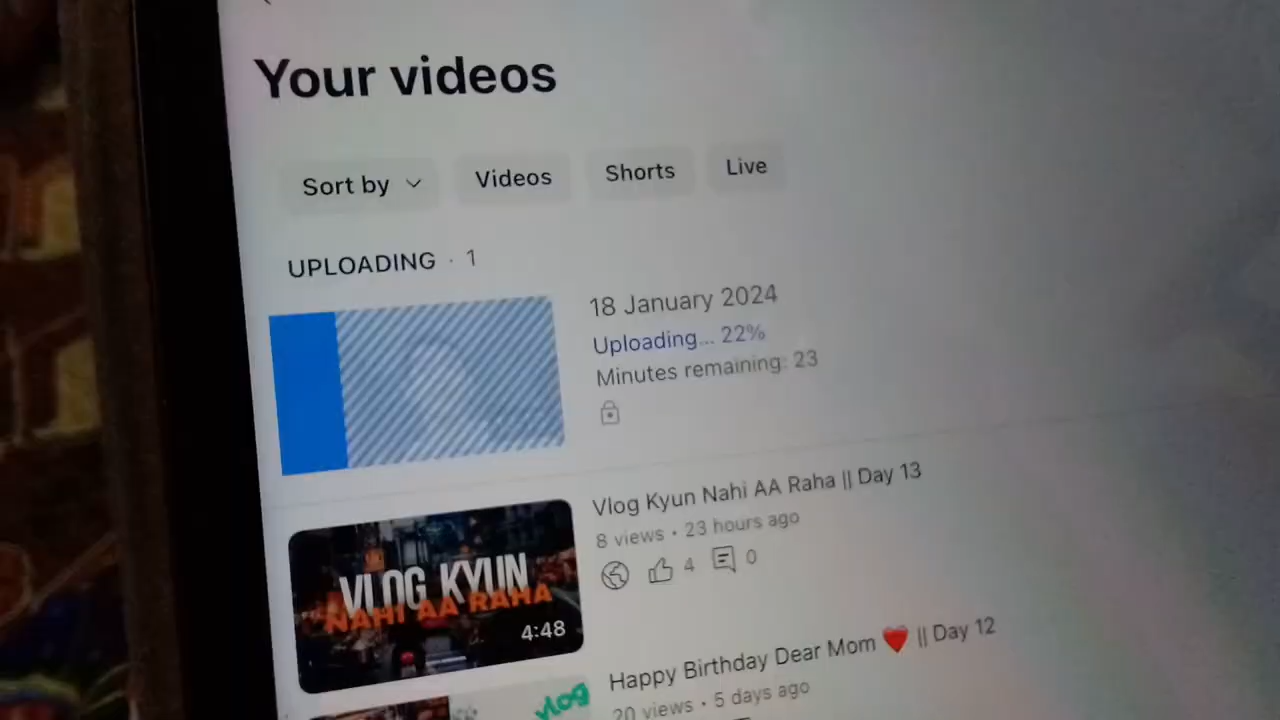 Your videos
Sort by
Videos
Shorts
Live
UPLOADING · 1
18 January 2024
Uploading... 22%
Minutes remaining: 23
Vlog Kyun Nahi AA Raha || Day 13
8 views • 23 hours ago
4
0
VLOG KYUN
NAHI AA RAHA
4:48
Happy Birthday Dear Mom ❤️ || Day 12
20 views • 5 days ago
vlog